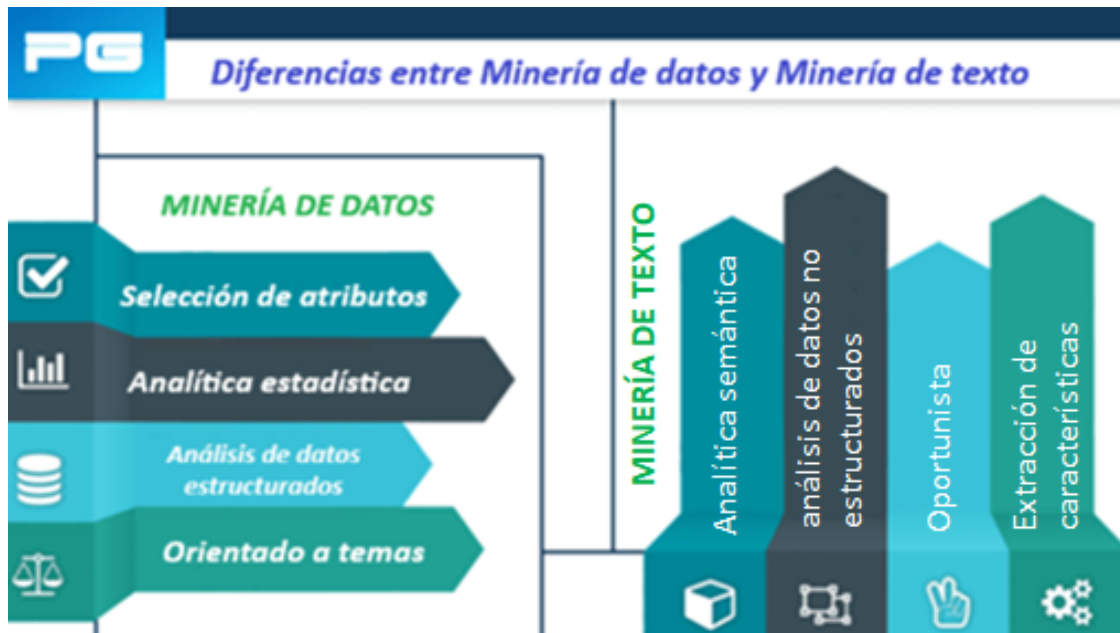 PG
Diferencias entre Minería de datos y Minería de texto
MINERÍA DE DATOS
Selección de atributos
Analítica estadística
Análisis de datos
estructurados
Orientado a temas
MINERÍA DE TEXTO
Analítica semántica
análisis de datos no
estructurados
Oportunista
Extracción de
características